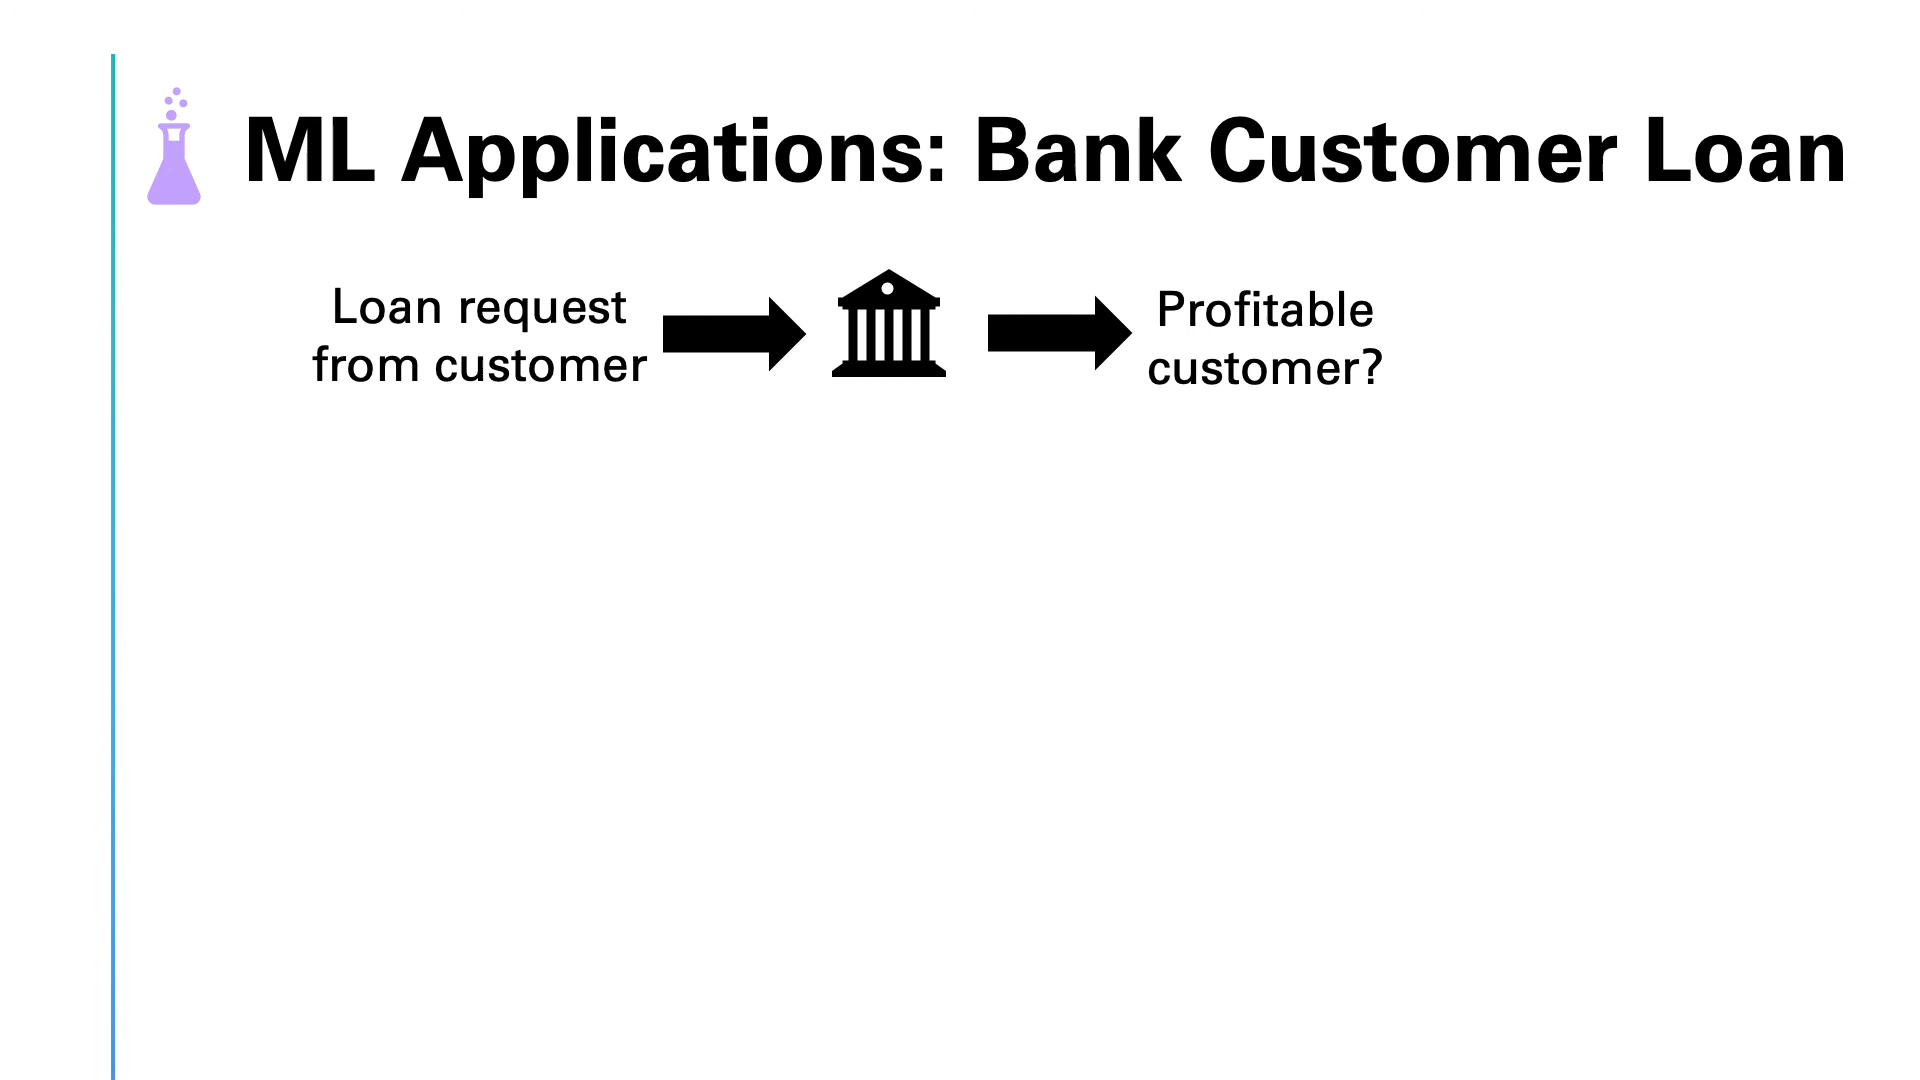 ML Applications: Bank Customer Loan
Loan request
from customer
Profitable
customer?